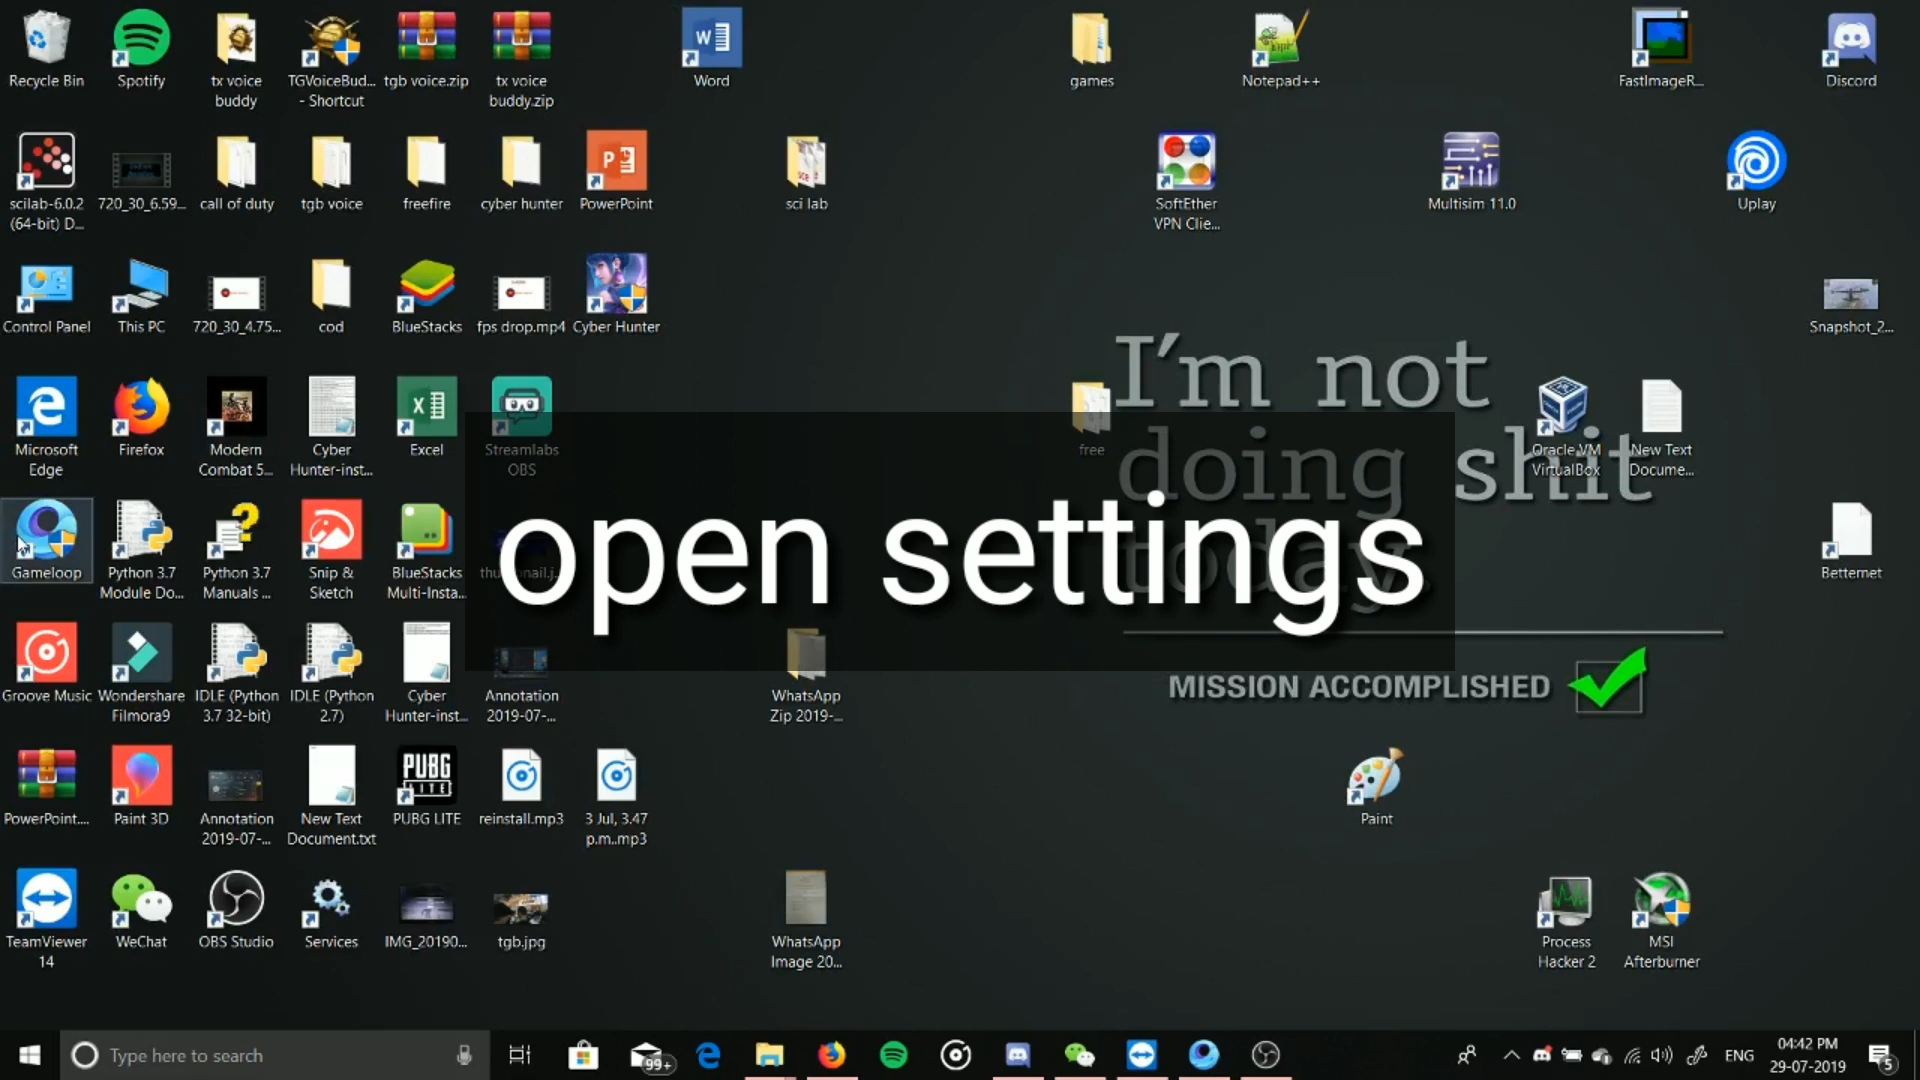 Recycle Bin
Spotify
tx voice
buddy
TGVoiceBud...
- Shortcut
tgb voice.zip
tx voice
buddy.zip
Word
games
Notepad++
FastImageR...
Discord
scilab-6.0.2
(64-bit) D...
720_30_6.59...
call of duty
tgb voice
freefire
cyber hunter
PowerPoint
sci lab
SoftEther
VPN Clie...
Multisim 11.0
Uplay
Control Panel
This PC
720_30_4.75...
cod
BlueStacks
fps drop.mp4
Cyber Hunter
Snapshot_2...
I'm not
doing shit
today.
MISSION ACCOMPLISHED
Microsoft
Edge
Firefox
Modern
Combat 5...
Cyber
Hunter-inst...
Excel
Streamlabs
OBS
free
Oracle VM
VirtualBox
New Text
Docume...
open settings
Gameloop
Python 3.7
Module Do...
Python 3.7
Manuals ...
Snip &
Sketch
BlueStacks
Multi-Insta...
thumbnail.j...
Betternet
Groove Music
Wondershare
Filmora9
IDLE (Python
3.7 32-bit)
IDLE (Python
2.7)
Cyber
Hunter-inst...
Annotation
2019-07-...
WhatsApp
Zip 2019-...
PowerPoint....
Paint 3D
Annotation
2019-07-...
New Text
Document.txt
PUBG
LITE
PUBG LITE
reinstall.mp3
3 Jul, 3.47
p.m..mp3
Paint
TeamViewer
14
WeChat
OBS Studio
Services
IMG_20190...
tgb.jpg
WhatsApp
Image 20...
Process
Hacker 2
MSI
Afterburner
Type here to search
99+
ENG
04:42 PM
29-07-2019
5